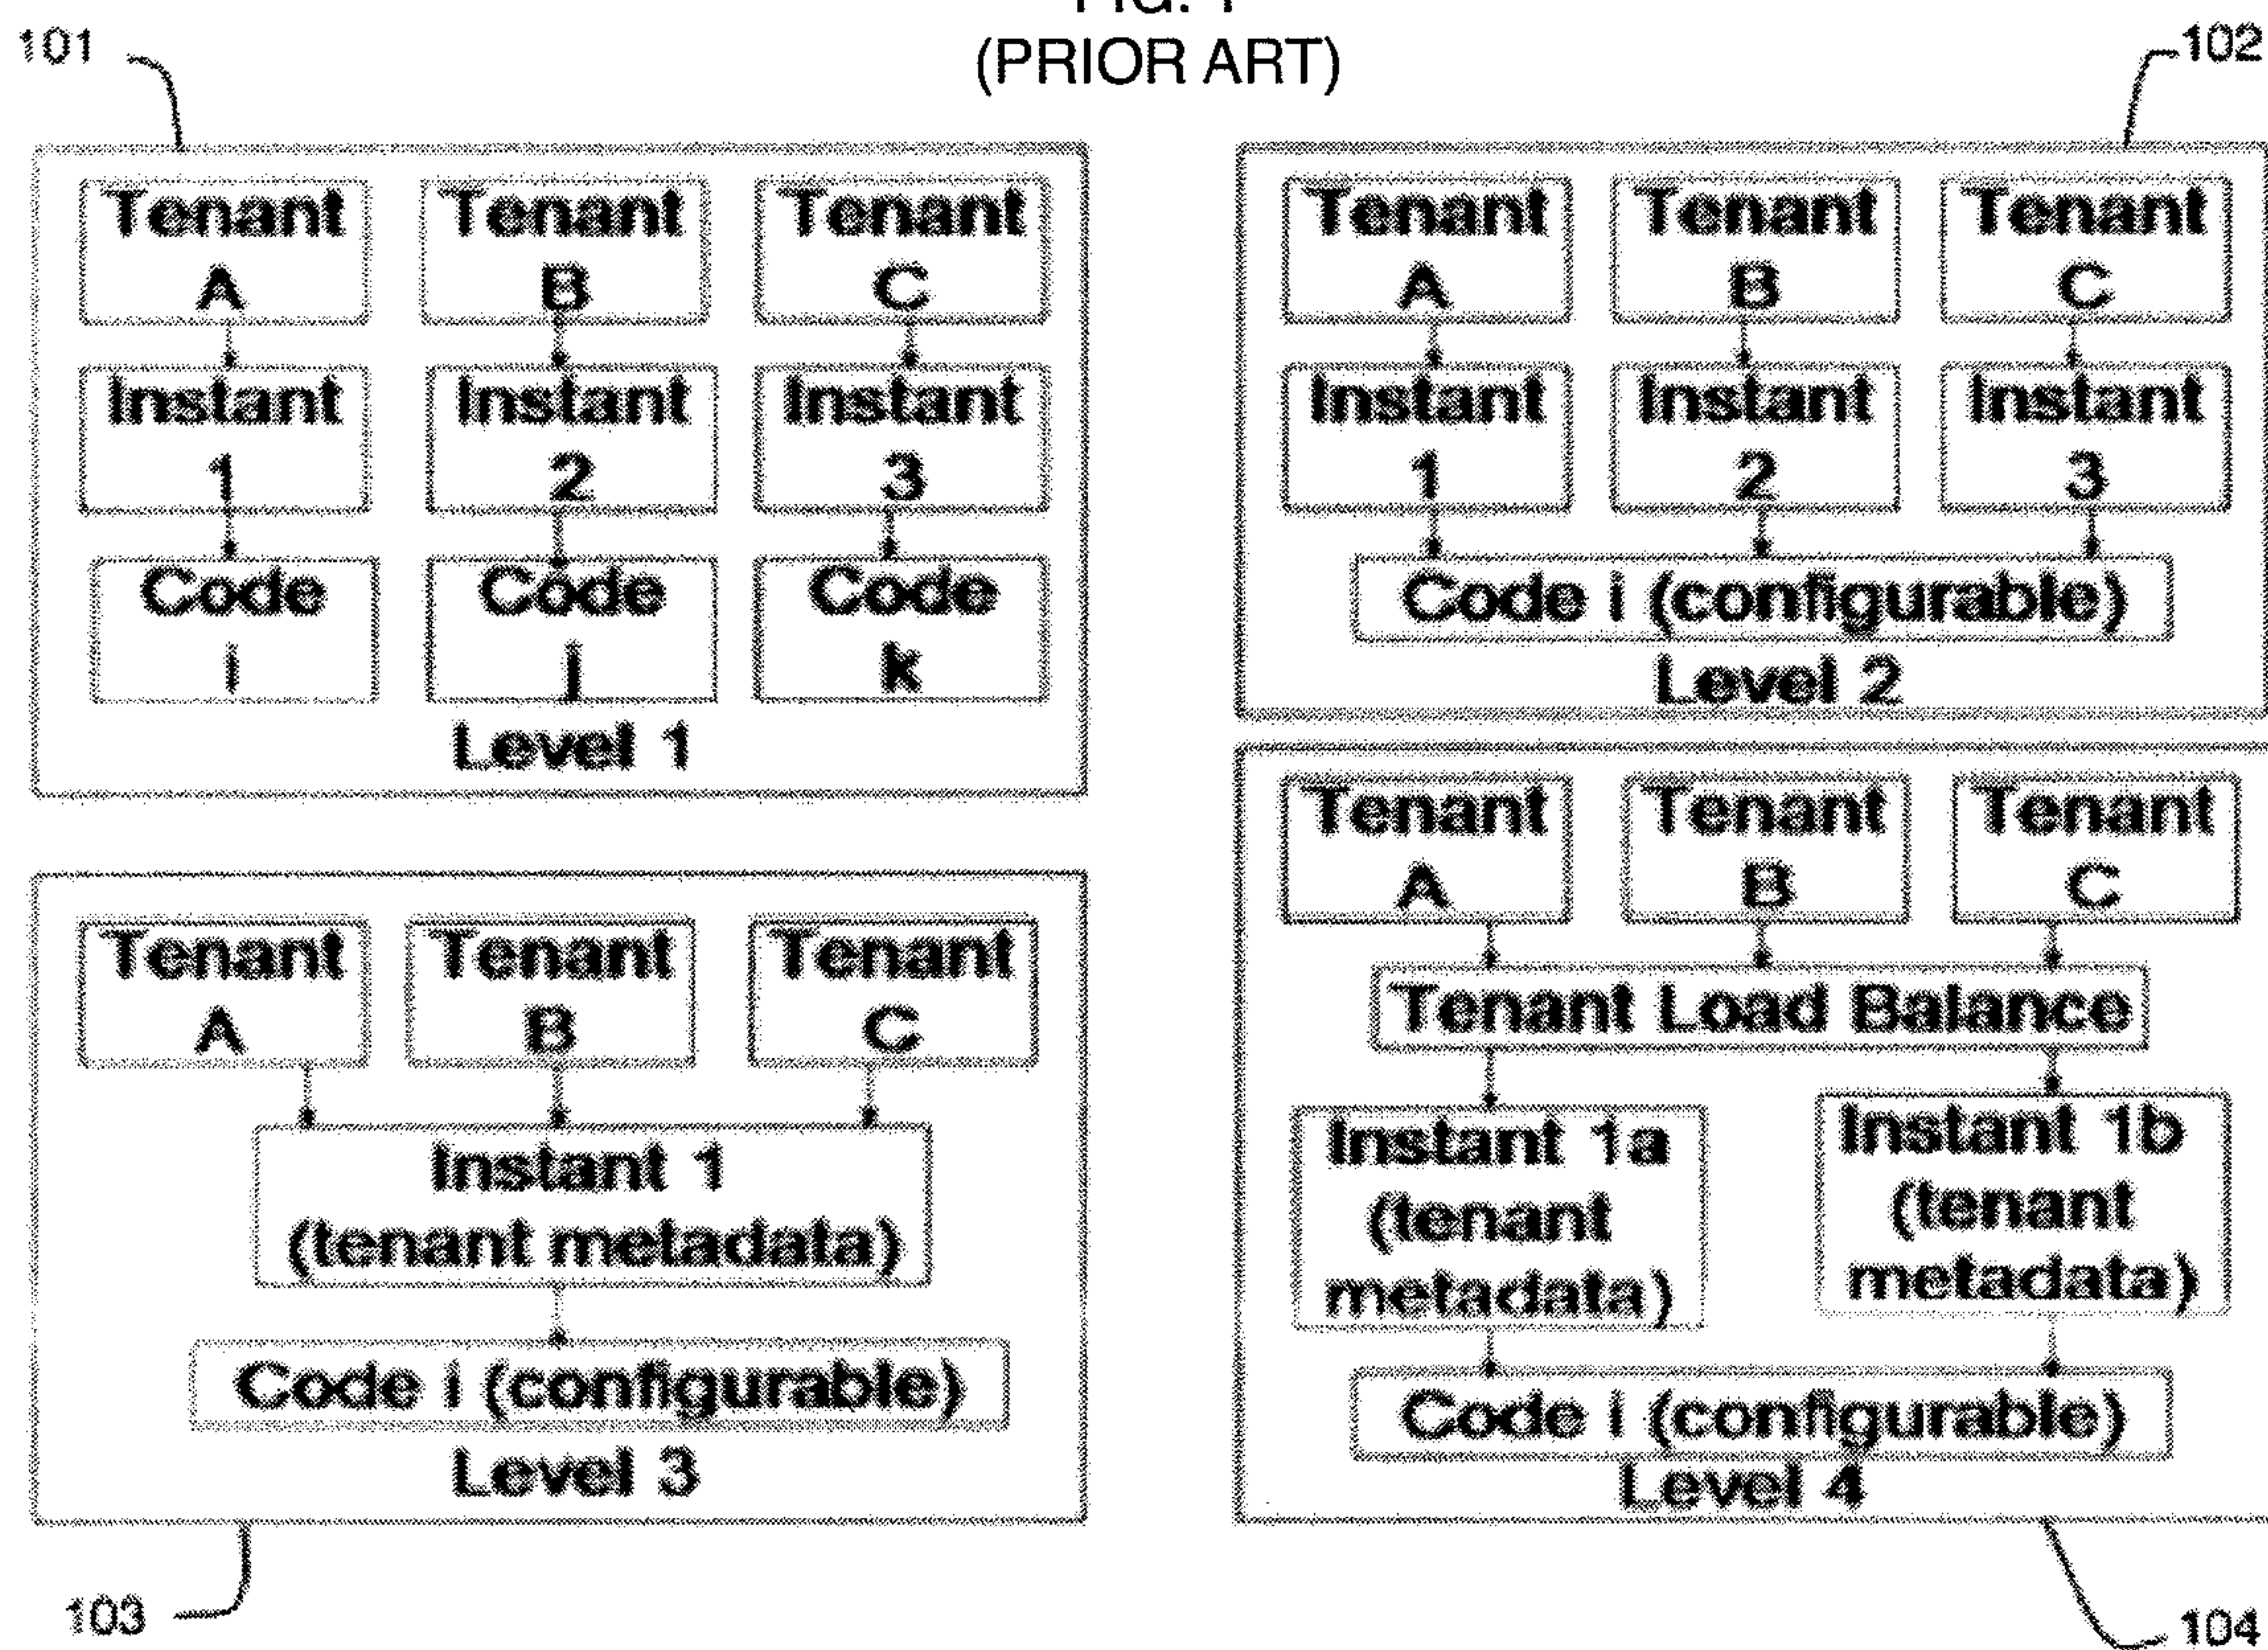 FIG. 1
(PRIOR ART)
101
102
Tenant A
Tenant B
Tenant C
Instant 1
Instant 2
Instant 3
Code i
Code j
Code k
Level 1
Tenant A
Tenant B
Tenant C
Instant 1
Instant 2
Instant 3
Code i (configurable)
Level 2
Tenant A
Tenant B
Tenant C
Instant 1
(tenant metadata)
Code i (configurable)
Level 3
Tenant A
Tenant B
Tenant C
Tenant Load Balance
Instant 1a
(tenant
metadata)
Instant 1b
(tenant
metadata)
Code i (configurable)
Level 4
103
104